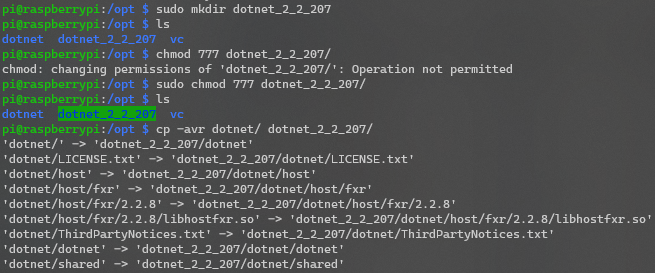 pi@raspberrypi:/opt $ sudo mkdir dotnet_2_2_207
pi@raspberrypi:/opt $ ls
dotnet  dotnet_2_2_207  vc
pi@raspberrypi:/opt $ chmod 777 dotnet_2_2_207/
chmod: changing permissions of 'dotnet_2_2_207/': Operation not permitted
pi@raspberrypi:/opt $ sudo chmod 777 dotnet_2_2_207/
pi@raspberrypi:/opt $ ls
dotnet  dotnet_2_2_207  vc
pi@raspberrypi:/opt $ cp -avr dotnet/ dotnet_2_2_207/
'dotnet/' -> 'dotnet_2_2_207/dotnet'
'dotnet/LICENSE.txt' -> 'dotnet_2_2_207/dotnet/LICENSE.txt'
'dotnet/host' -> 'dotnet_2_2_207/dotnet/host'
'dotnet/host/fxr' -> 'dotnet_2_2_207/dotnet/host/fxr'
'dotnet/host/fxr/2.2.8' -> 'dotnet_2_2_207/dotnet/host/fxr/2.2.8'
'dotnet/host/fxr/2.2.8/libhostfxr.so' -> 'dotnet_2_2_207/dotnet/host/fxr/2.2.8/libhostfxr.so'
'dotnet/ThirdPartyNotices.txt' -> 'dotnet_2_2_207/dotnet/ThirdPartyNotices.txt'
'dotnet/dotnet' -> 'dotnet_2_2_207/dotnet/dotnet'
'dotnet/shared' -> 'dotnet_2_2_207/dotnet/shared'